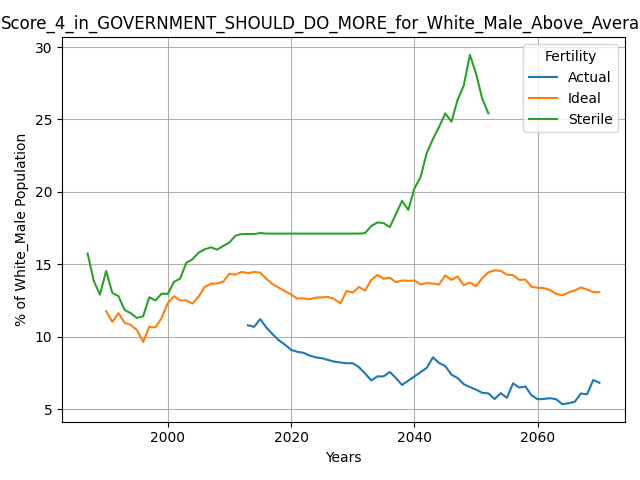 Score_4_in_GOVERNMENT_SHOULD_DO_MORE_for_White_Male_Above_Avera
Fertility
Actual
Ideal
Sterile
% of White_Male Population
30
25
20
15
10
5
2000 2020 2040 2060
Years